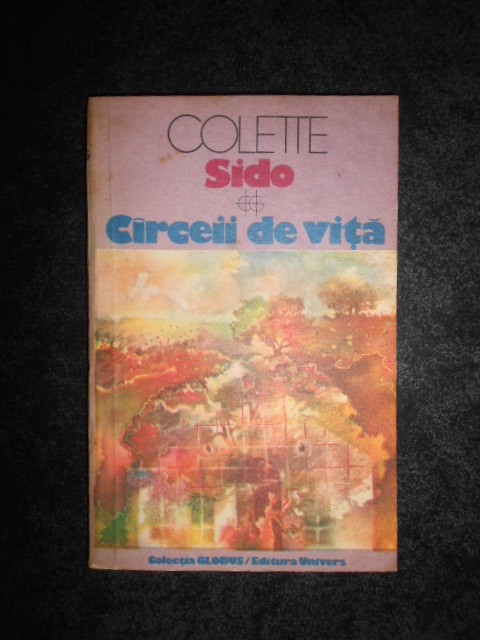 COLETTE
Sido
Cîrceii de viță
Colecția GLOBUS / Editura Univers